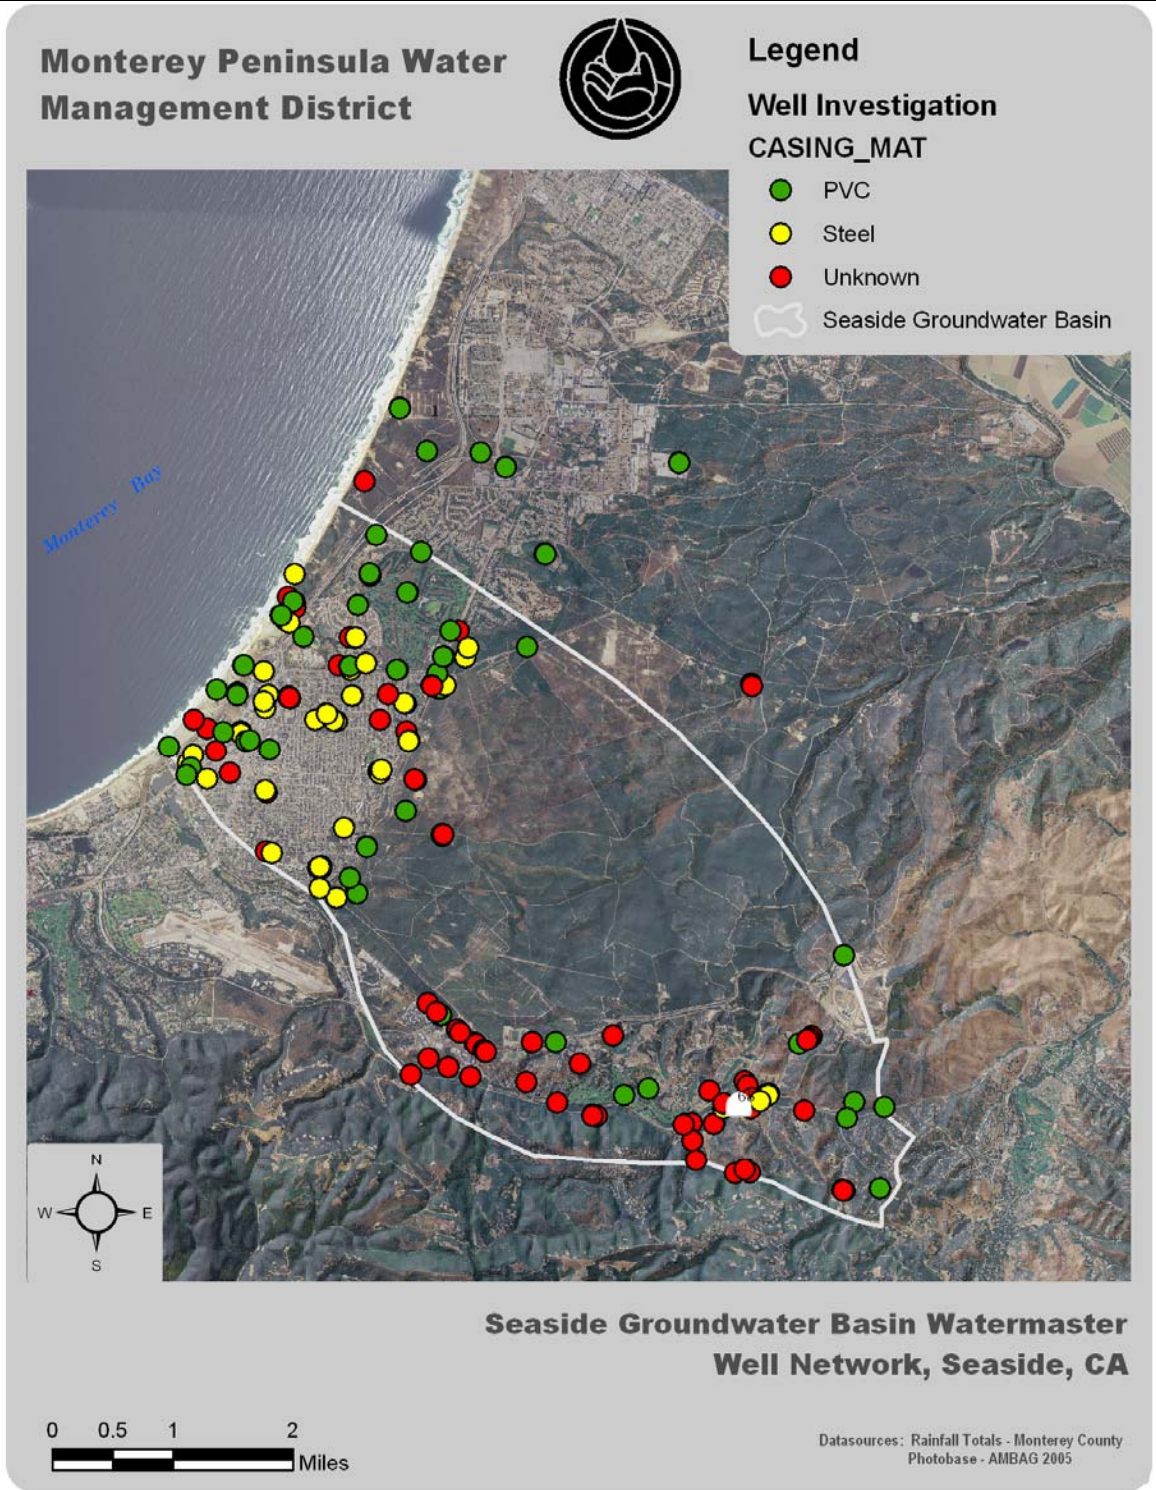 Monterey Peninsula Water
Management District
Legend
Well Investigation
CASING_MAT
PVC
Steel
Unknown
Seaside Groundwater Basin
Monterey Bay
N
W
E
S
Seaside Groundwater Basin Watermaster
Well Network, Seaside, CA
0 0.5 1 2
Miles
Datasources: Rainfall Totals - Monterey County
Photobase - AMBAG 2005